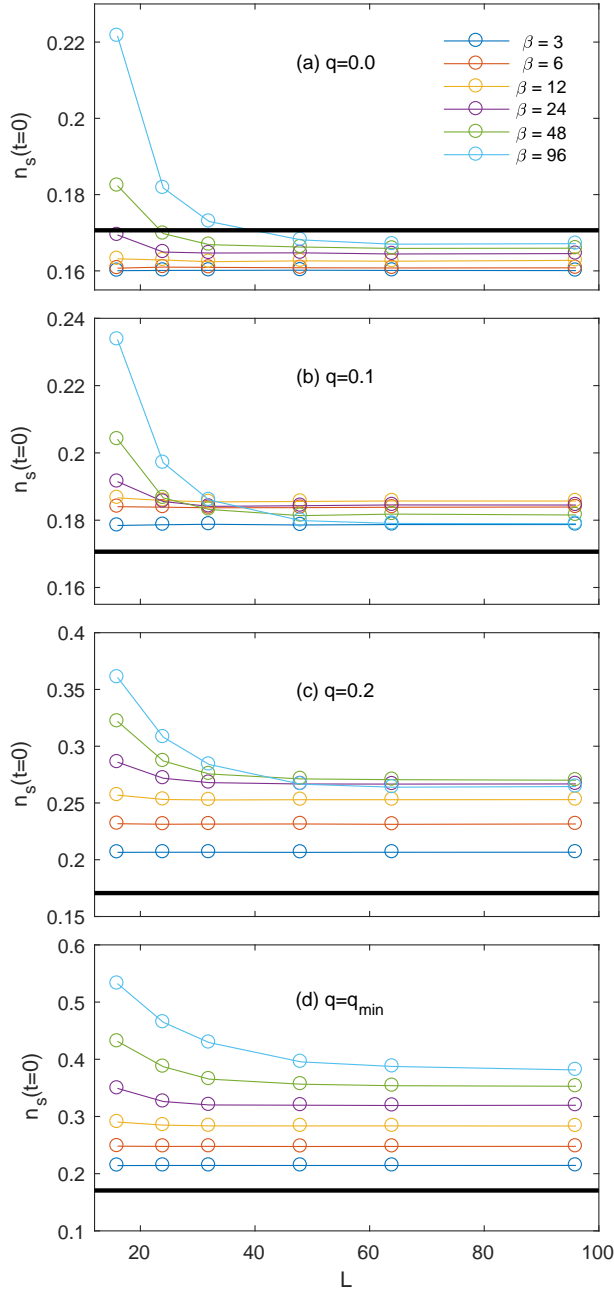 0.22
0.2
0.18
0.16
n_s(t=0)
(a) q=0.0
β = 3
β = 6
β = 12
β = 24
β = 48
β = 96
0.24
0.22
0.2
0.18
0.16
n_s(t=0)
(b) q=0.1
0.4
0.35
0.3
0.25
0.2
0.15
n_s(t=0)
(c) q=0.2
0.6
0.5
0.4
0.3
0.2
0.1
n_s(t=0)
(d) q=q_min
20 40 60 80 100
L